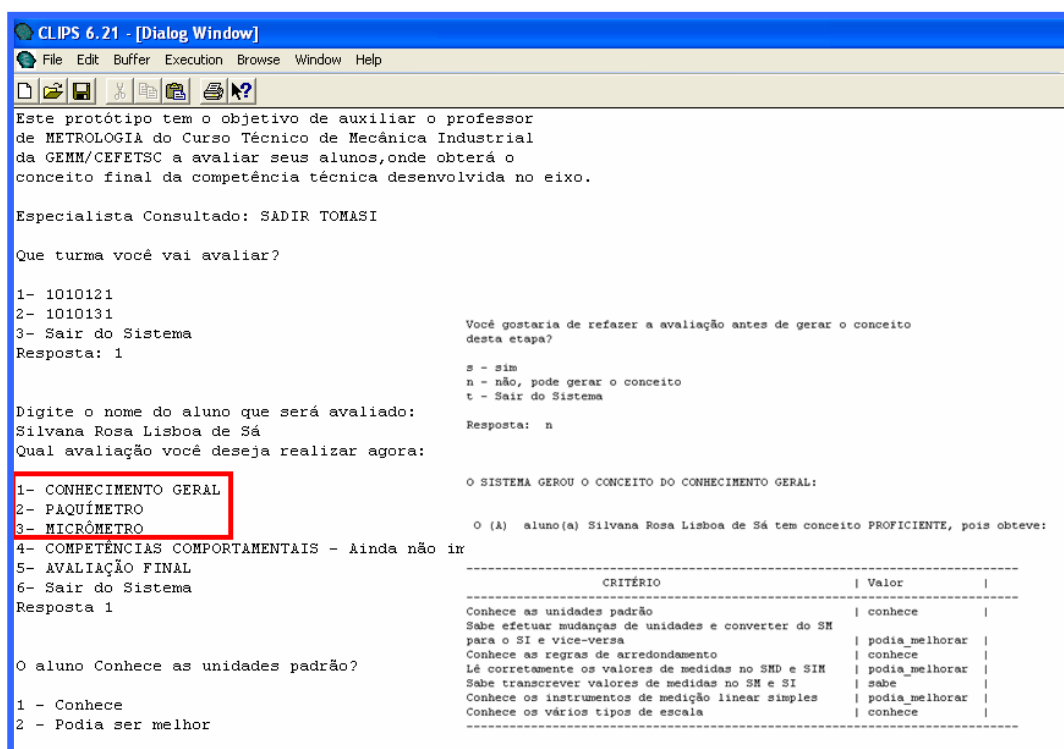 CLIPS 6.21 - [Dialog Window]
File Edit Buffer Execution Browse Window Help
Este protótipo tem o objetivo de auxiliar o professor
de METROLOGIA do Curso Técnico de Mecânica Industrial
da GEMM/CEFETSC a avaliar seus alunos,onde obterá o
conceito final da competência técnica desenvolvida no eixo.
Especialista Consultado: SADIR TOMASI
Que turma você vai avaliar?
1- 1010121
2- 1010131
3- Sair do Sistema
Resposta: 1
Digite o nome do aluno que será avaliado:
Silvana Rosa Lisboa de Sá
Qual avaliação você deseja realizar agora:
1- CONHECIMENTO GERAL
2- PAQUÍMETRO
3- MICRÔMETRO
4- COMPETÊNCIAS COMPORTAMENTAIS - Ainda não
5- AVALIAÇÃO FINAL
6- Sair do Sistema
Resposta 1
O aluno Conhece as unidades padrão?
1 - Conhece
2 - Podia ser melhor
Você gostaria de refazer a avaliação antes de gerar o conceito
desta etapa?
s - sim
n - não, pode gerar o conceito
t - Sair do Sistema
Resposta: n
O SISTEMA GEROU O CONCEITO DO CONHECIMENTO GERAL:
O (A) aluno(a) Silvana Rosa Lisboa de Sá tem conceito PROFICIENTE, pois obteve:
CRITÉRIO | Valor |
Conhece as unidades padrão | conhece |
Sabe efetuar mudanças de unidades e converter do SM
para o SI e vice-versa | podia_melhorar |
Conhece as regras de arredondamento | conhece |
Lê corretamente os valores de medidas no SMD e SIM | podia_melhorar |
Sabe transcrever valores de medidas no SM e SI | sabe |
Conhece os instrumentos de medição linear simples | podia_melhorar |
Conhece os vários tipos de escala | conhece |